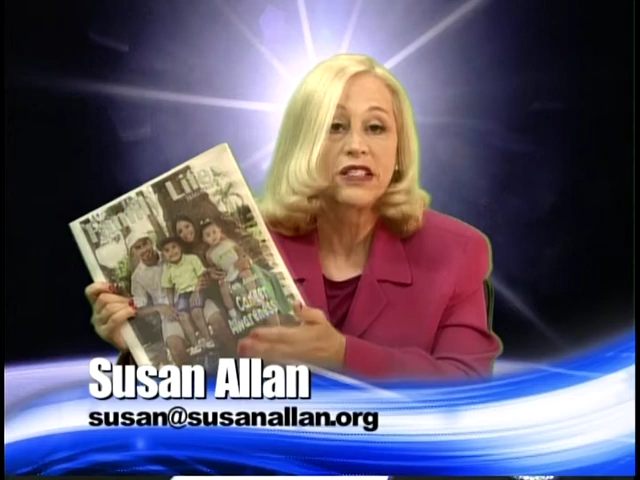 Family Life
Cancer
Awareness
Susan Allan
susan@susanallan.org